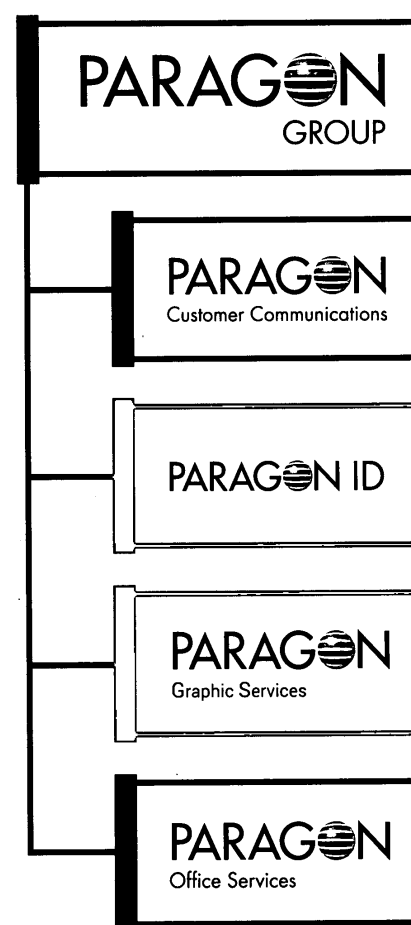 PARAGON
GROUP
PARAGON
Customer Communications
PARAGON ID
PARAGON
Graphic Services
PARAGON
Office Services